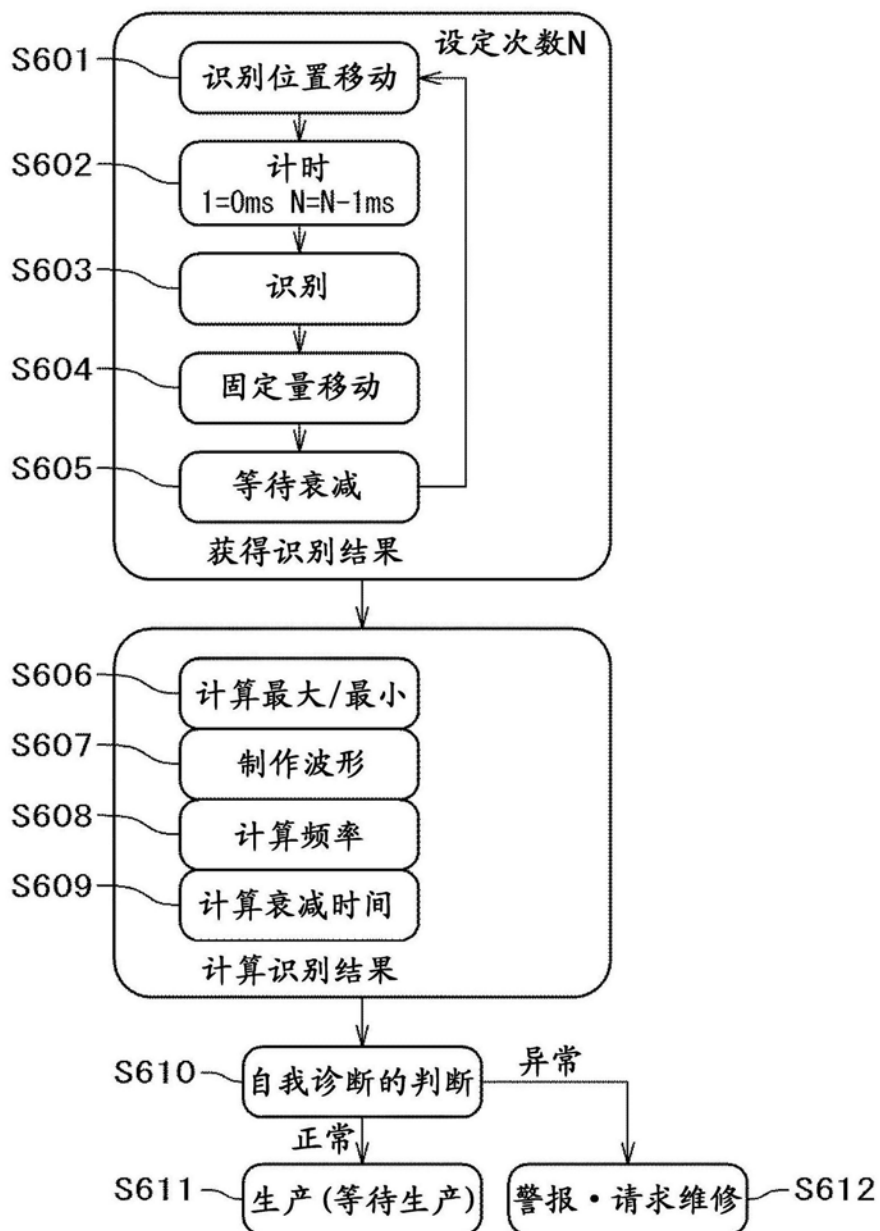 设定次数N
S601
识别位置移动
S602
计时
1=0ms N=N-1ms
S603
识别
S604
固定量移动
S605
等待衰减
获得识别结果
S606
计算最大/最小
S607
制作波形
S608
计算频率
S609
计算衰减时间
计算识别结果
S610
自我诊断的判断
异常
正常
S611
生产(等待生产)
警报·请求维修
S612